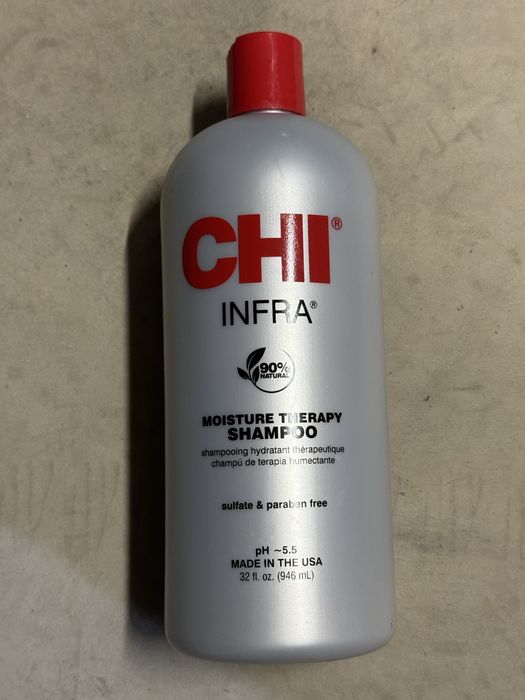 CHI®
INFRA®
90%
NATURAL
MOISTURE THERAPY
SHAMPOO
shampooing hydratant thérapeutique
champú de terapia humectante
sulfate & paraben free
pH ~5.5
MADE IN THE USA
32 fl. oz. (946 mL)